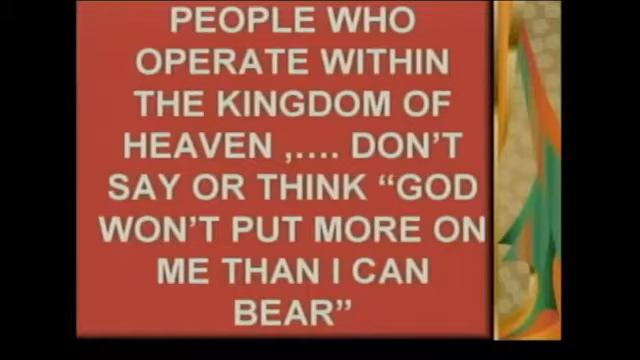 PEOPLE WHO
OPERATE WITHIN
THE KINGDOM OF
HEAVEN ,.... DON'T
SAY OR THINK “GOD
WON'T PUT MORE ON
ME THAN I CAN
BEAR”